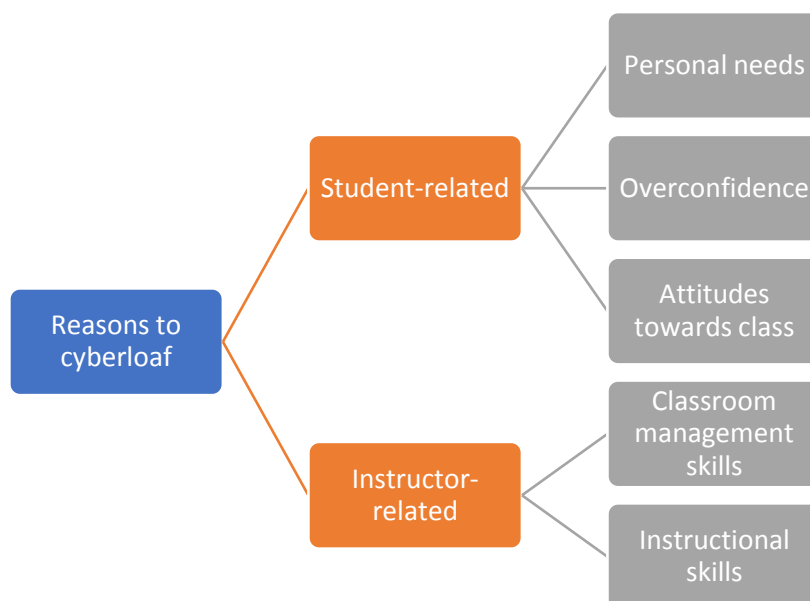 Reasons to
cyberloaf
Student-related
Personal needs
Overconfidence
Attitudes
towards class
Instructor-
related
Classroom
management
skills
Instructional
skills